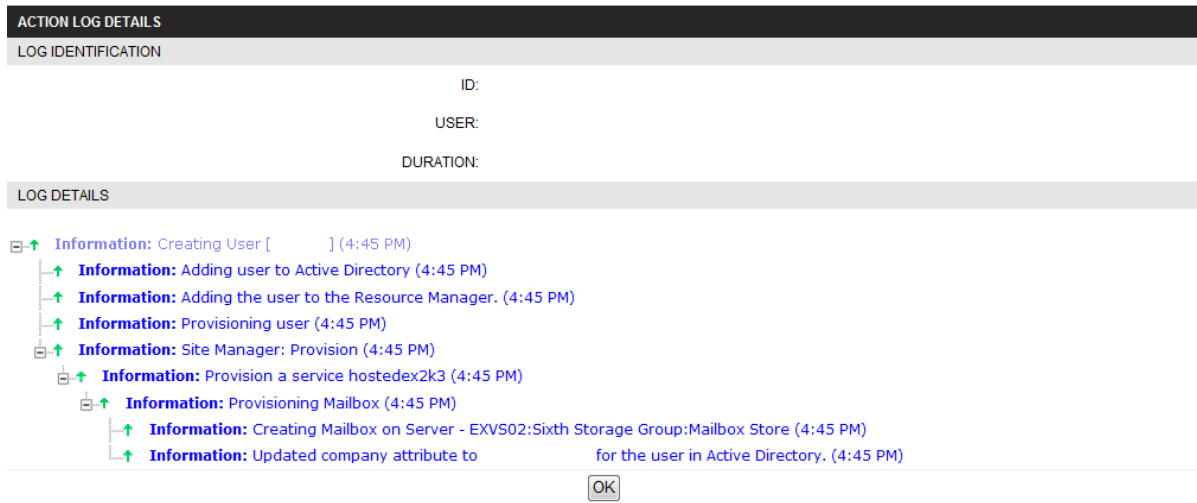 ACTION LOG DETAILS
LOG IDENTIFICATION
ID:
USER:
DURATION:
LOG DETAILS
Information: Creating User [ ] (4:45 PM)
Information: Adding user to Active Directory (4:45 PM)
Information: Adding the user to the Resource Manager. (4:45 PM)
Information: Provisioning user (4:45 PM)
Information: Site Manager: Provision (4:45 PM)
Information: Provision a service hostedex2k3 (4:45 PM)
Information: Provisioning Mailbox (4:45 PM)
Information: Creating Mailbox on Server - EXVS02:Sixth Storage Group:Mailbox Store (4:45 PM)
Information: Updated company attribute to for the user in Active Directory. (4:45 PM)
OK